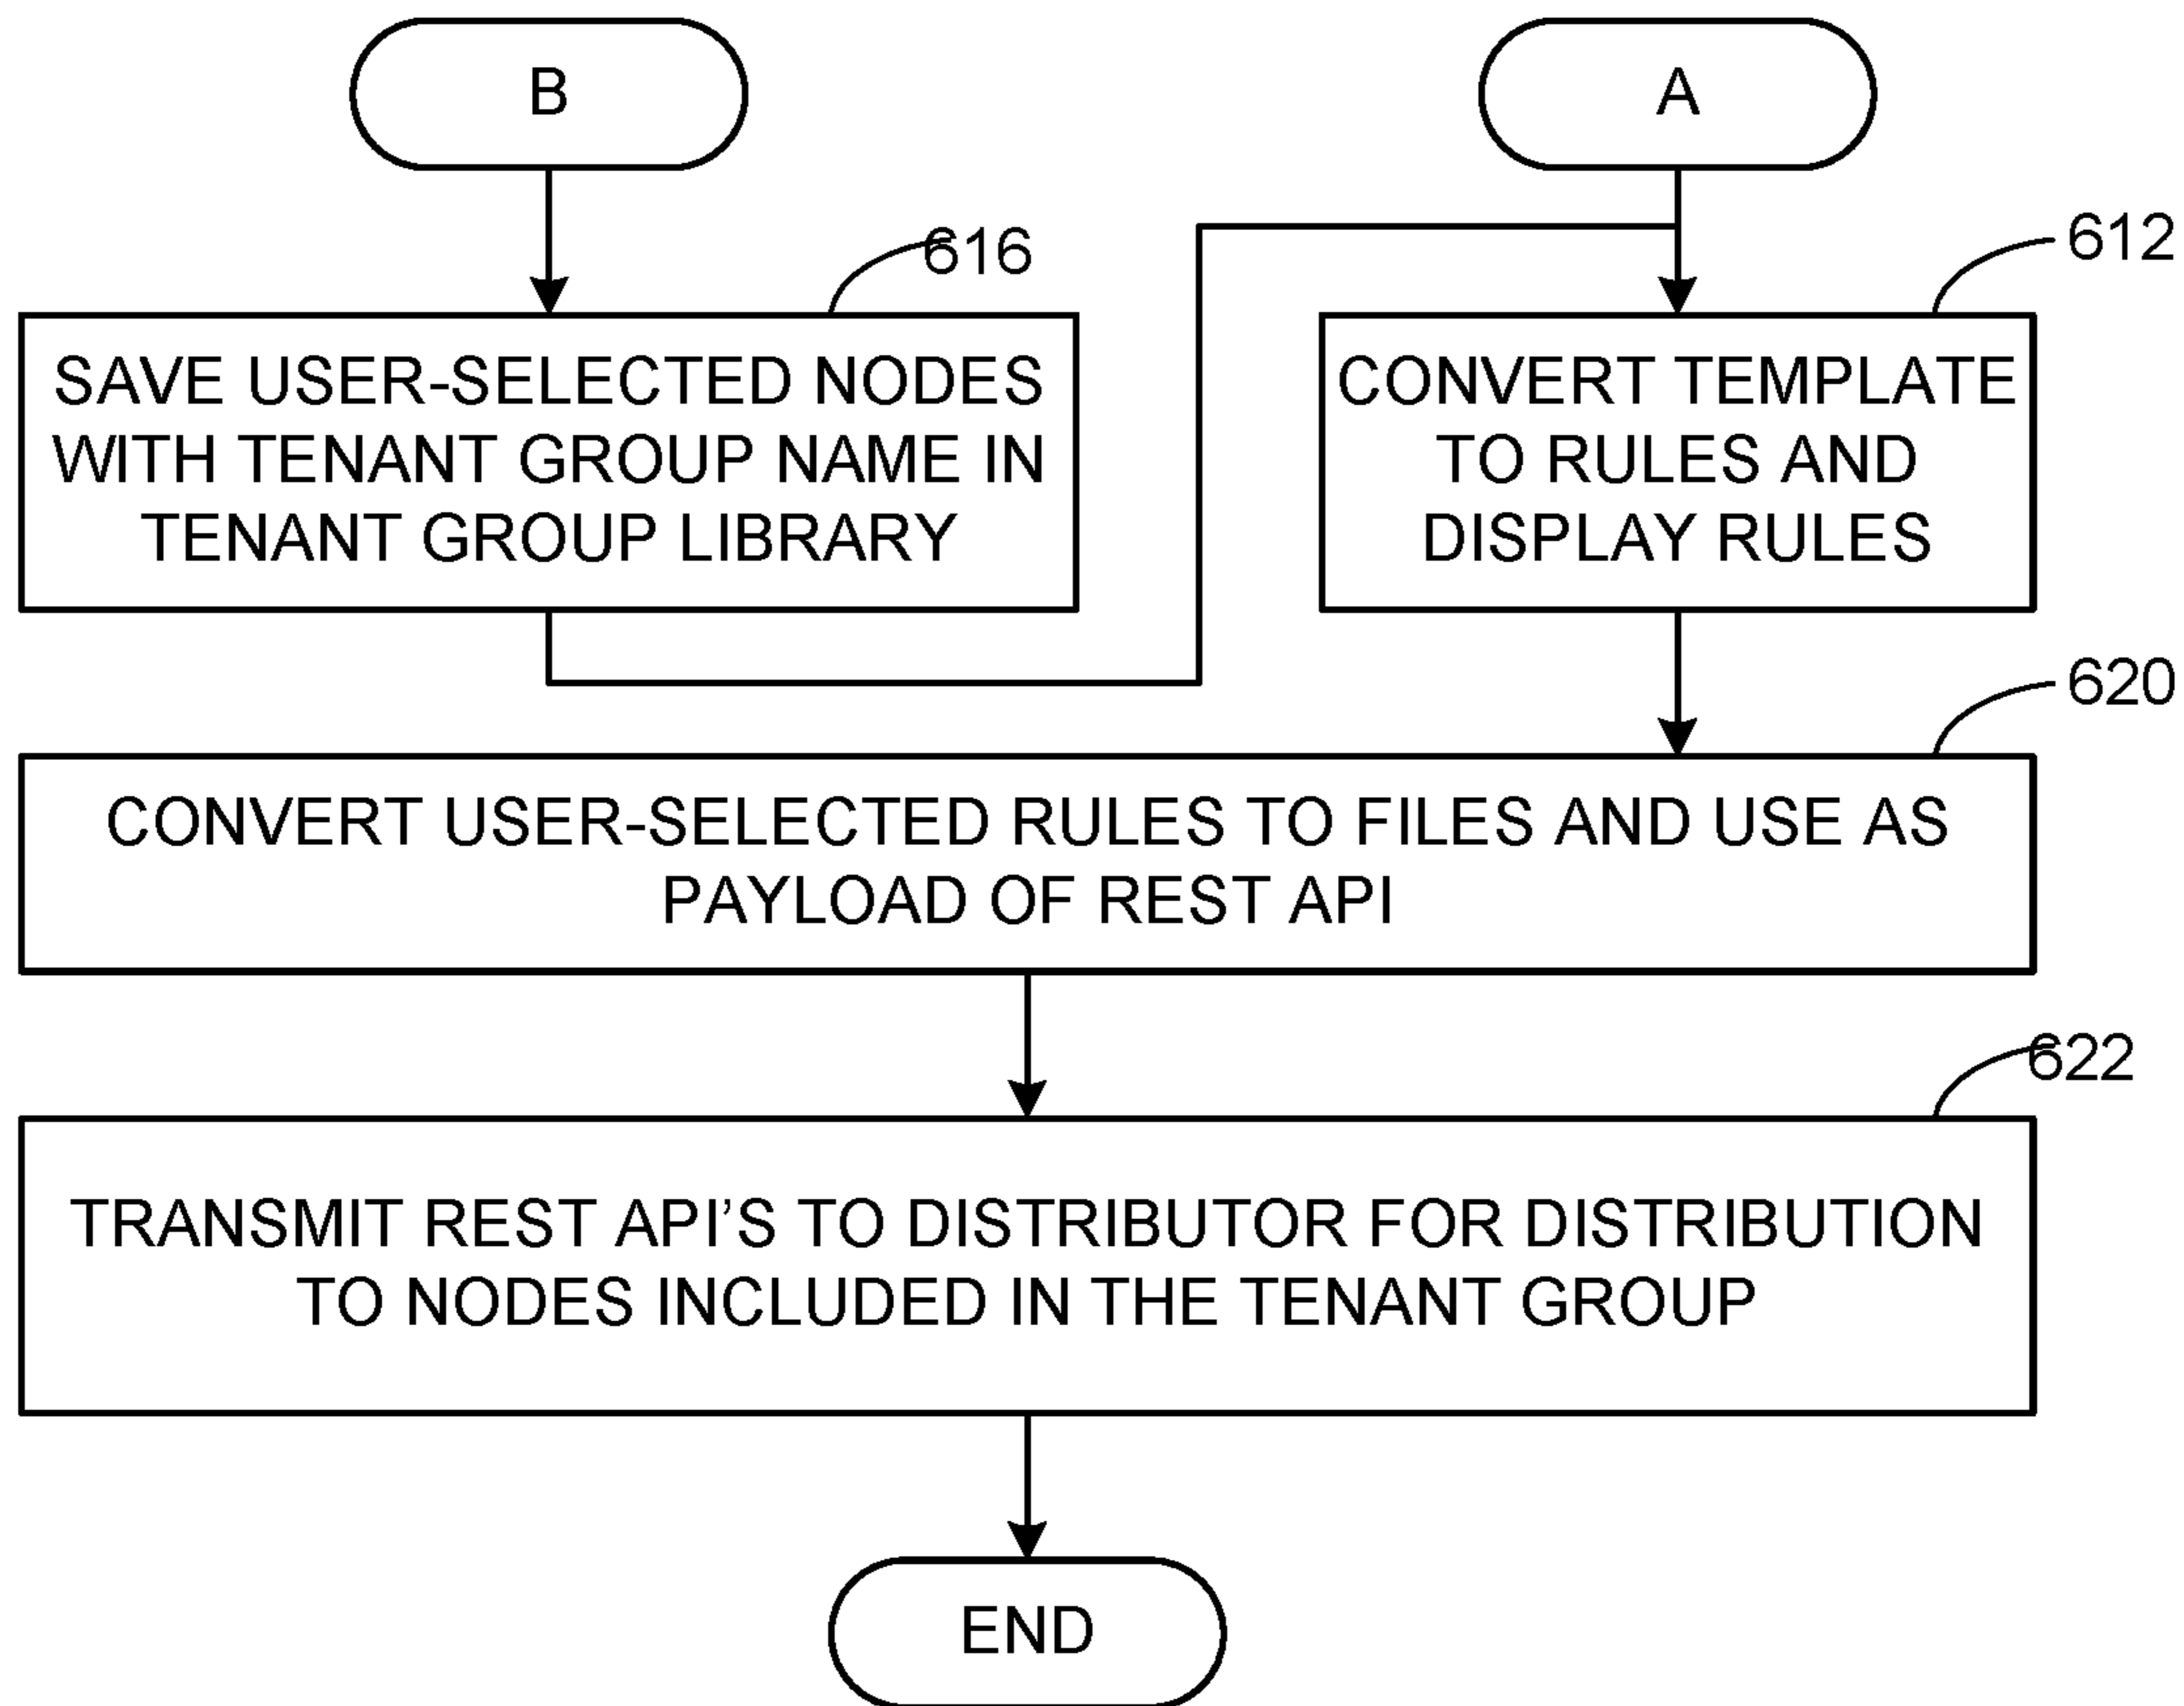 B
A
616
612
SAVE USER-SELECTED NODES
WITH TENANT GROUP NAME IN
TENANT GROUP LIBRARY
CONVERT TEMPLATE
TO RULES AND
DISPLAY RULES
620
CONVERT USER-SELECTED RULES TO FILES AND USE AS
PAYLOAD OF REST API
622
TRANSMIT REST API’S TO DISTRIBUTOR FOR DISTRIBUTION
TO NODES INCLUDED IN THE TENANT GROUP
END